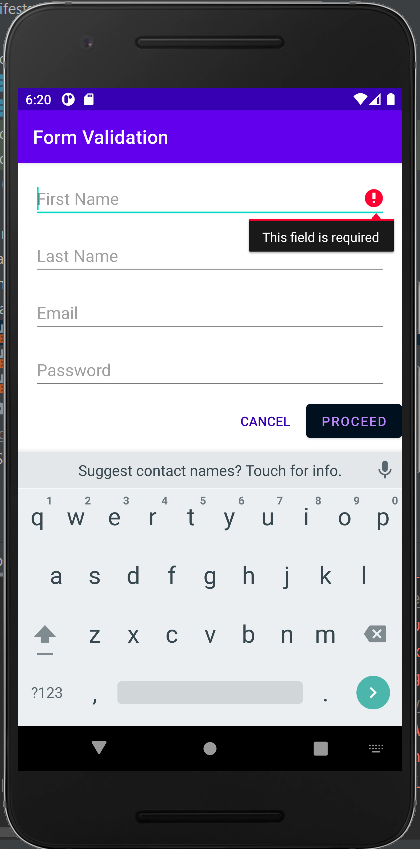 6:20
Form Validation
First Name
This field is required
Last Name
Email
Password
CANCEL PROCEED
Suggest contact names? Touch for info.
1 2 3 4 5 6 7 8 9 0
q w e r t y u i o p
a s d f g h j k l
z x c v b n m
?123 , .